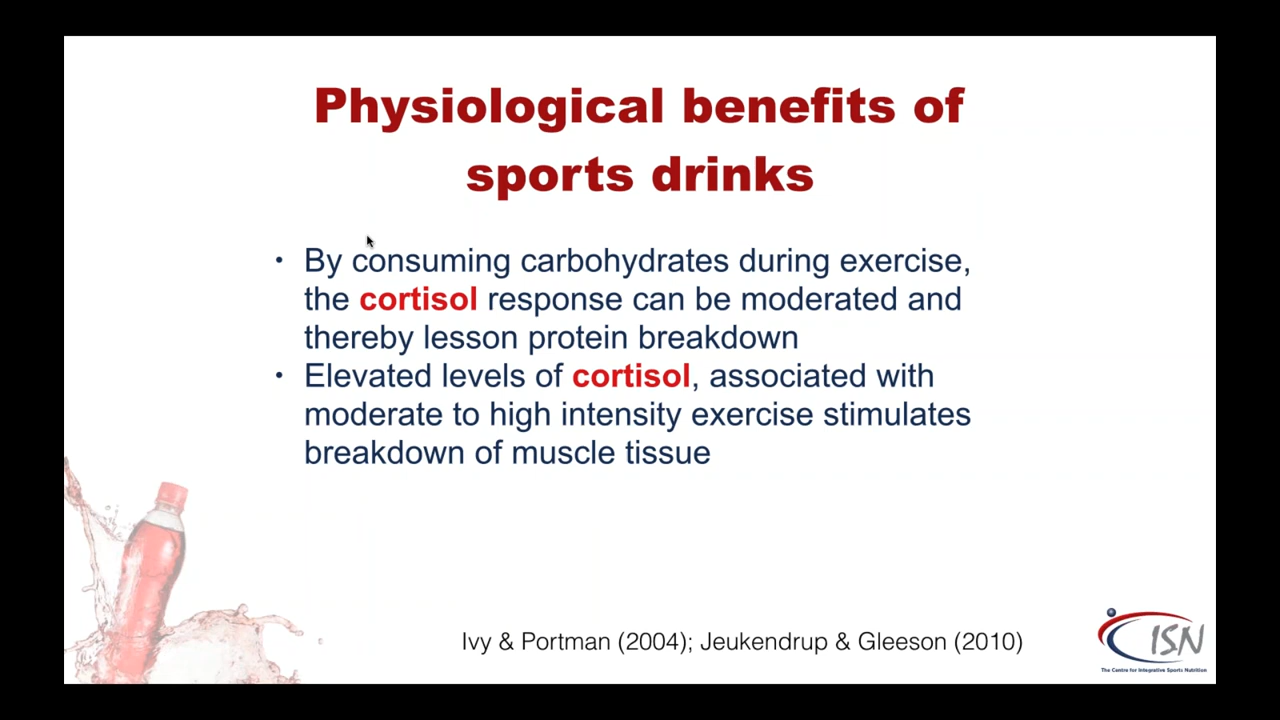 Physiological benefits of
sports drinks
• By consuming carbohydrates during exercise,
the cortisol response can be moderated and
thereby lesson protein breakdown
• Elevated levels of cortisol, associated with
moderate to high intensity exercise stimulates
breakdown of muscle tissue
Ivy & Portman (2004); Jeukendrup & Gleeson (2010)
ISN
The Centre for Integrative Sports Nutrition